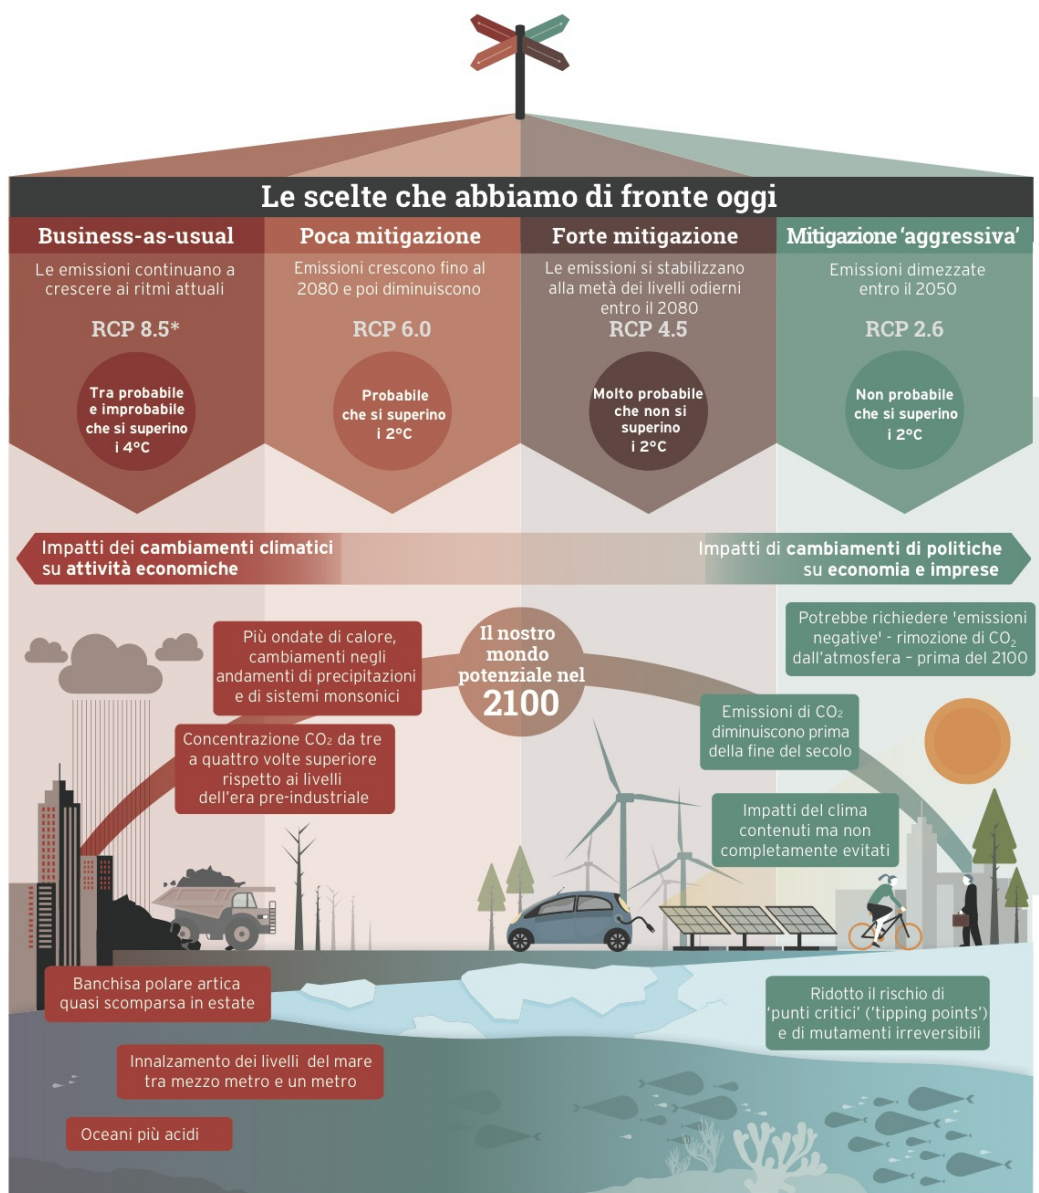 Le scelte che abbiamo di fronte oggi
Business-as-usual
Le emissioni continuano a
crescere ai ritmi attuali
RCP 8.5*
Tra probabile
e improbabile
che si superino
i 4°C
Poca mitigazione
Emissioni crescono fino al
2080 e poi diminuiscono
RCP 6.0
Probabile
che si superino
i 2°C
Forte mitigazione
Le emissioni si stabilizzano
alla metà dei livelli odierni
entro il 2080
RCP 4.5
Molto probabile
che non si
superino
i 2°C
Mitigazione ‘aggressiva’
Emissioni dimezzate
entro il 2050
RCP 2.6
Non probabile
che si superino
i 2°C
Impatti dei cambiamenti climatici
su attività economiche
Impatti di cambiamenti di politiche
su economia e imprese
Il nostro
mondo
potenziale nel
2100
Più ondate di calore,
cambiamenti negli
andamenti di precipitazioni
e di sistemi monsonici
Concentrazione CO₂ da tre
a quattro volte superiore
rispetto ai livelli
dell'era pre-industriale
Potrebbe richiedere 'emissioni
negative' - rimozione di CO₂
dall'atmosfera – prima del 2100
Emissioni di CO₂
diminuiscono prima
della fine del secolo
Impatti del clima
contenuti ma non
completamente evitati
Banchisa polare artica
quasi scomparsa in estate
Innalzamento dei livelli del mare
tra mezzo metro e un metro
Oceani più acidi
Ridotto il rischio di
‘punti critici’ (‘tipping points’)
e di mutamenti irreversibili